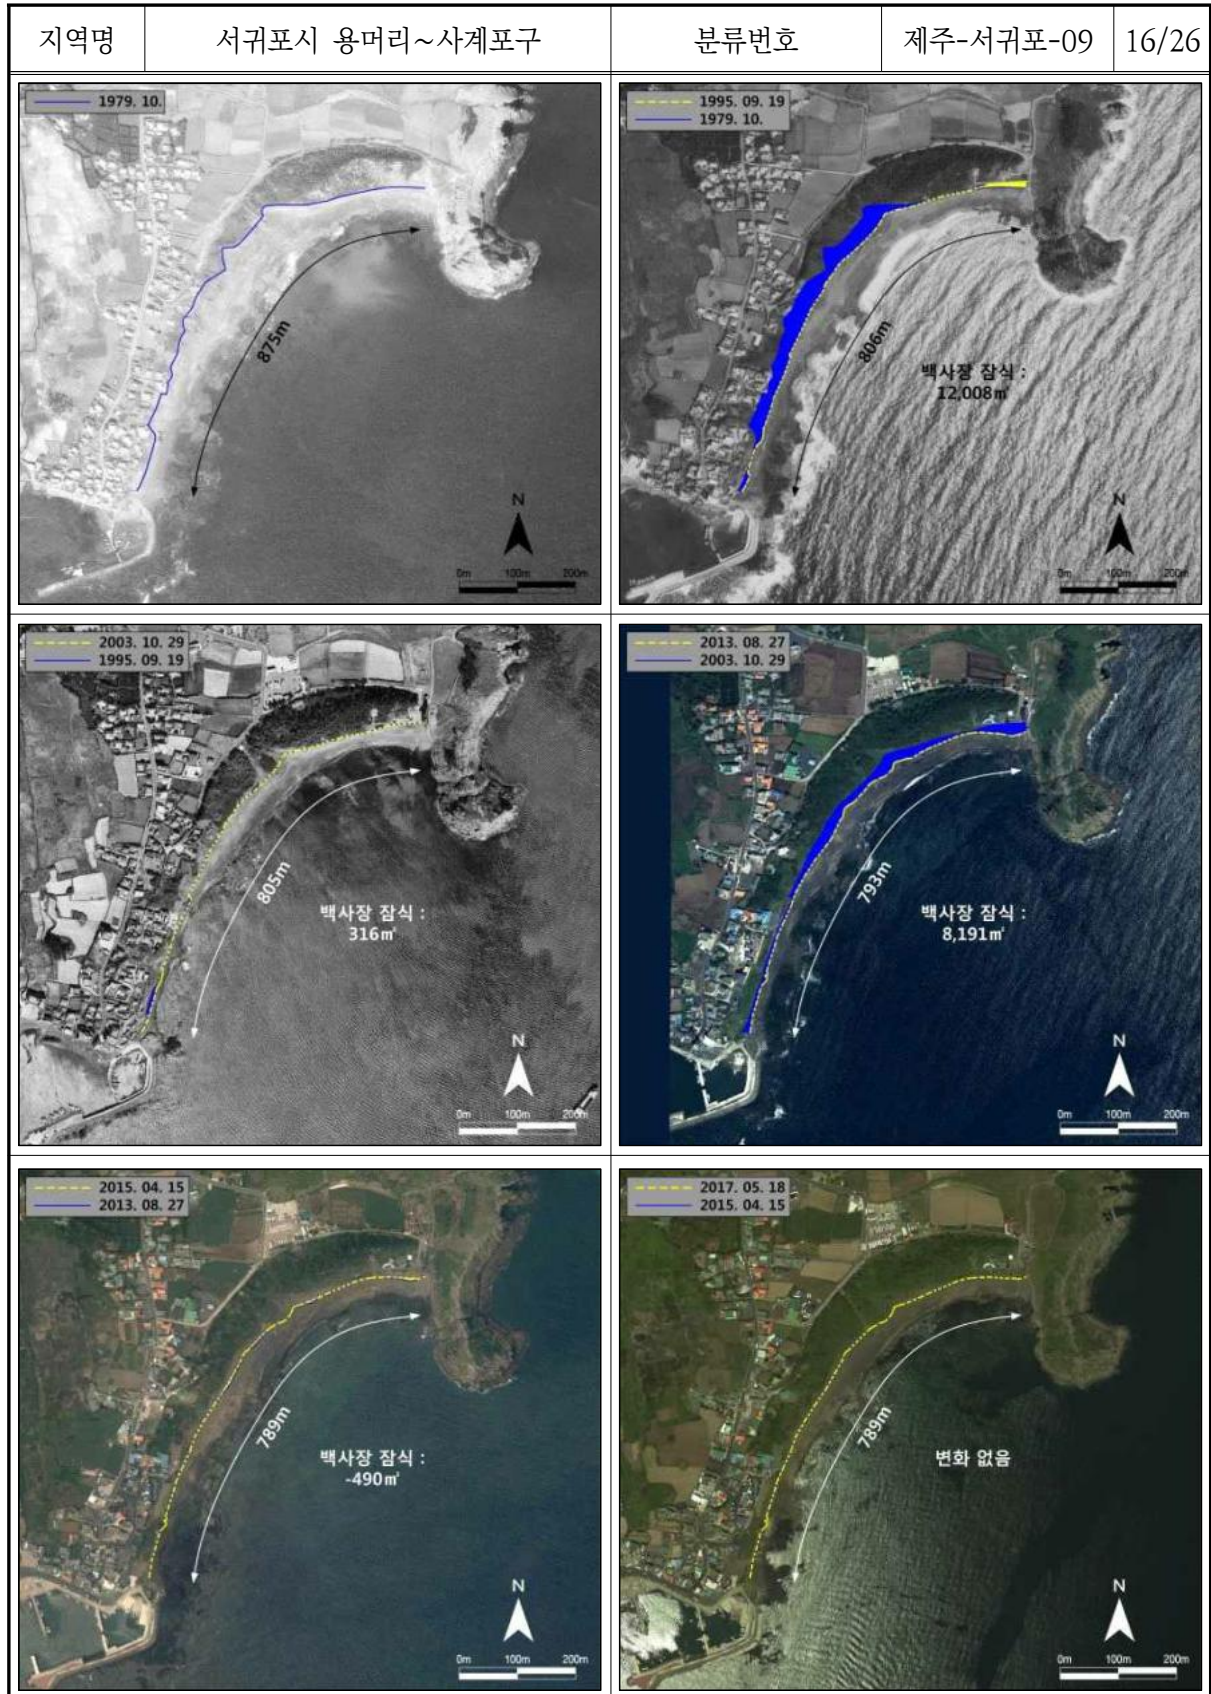 지역명 서귀포시 용머리~사계포구 분류번호 제주-서귀포-09 16/26
1979. 10.
875m
N
0m 100m 200m
1995. 09. 19
1979. 10.
806m
백사장 잠식 :
12,008㎡
N
0m 100m 200m
2003. 10. 29
1995. 09. 19
805m
백사장 잠식 :
316㎡
N
0m 100m 200m
2013. 08. 27
2003. 10. 29
793m
백사장 잠식 :
8,191㎡
N
0m 100m 200m
2015. 04. 15
2013. 08. 27
789m
백사장 잠식 :
-490㎡
N
0m 100m 200m
2017. 05. 18
2015. 04. 15
789m
변화 없음
N
0m 100m 200m